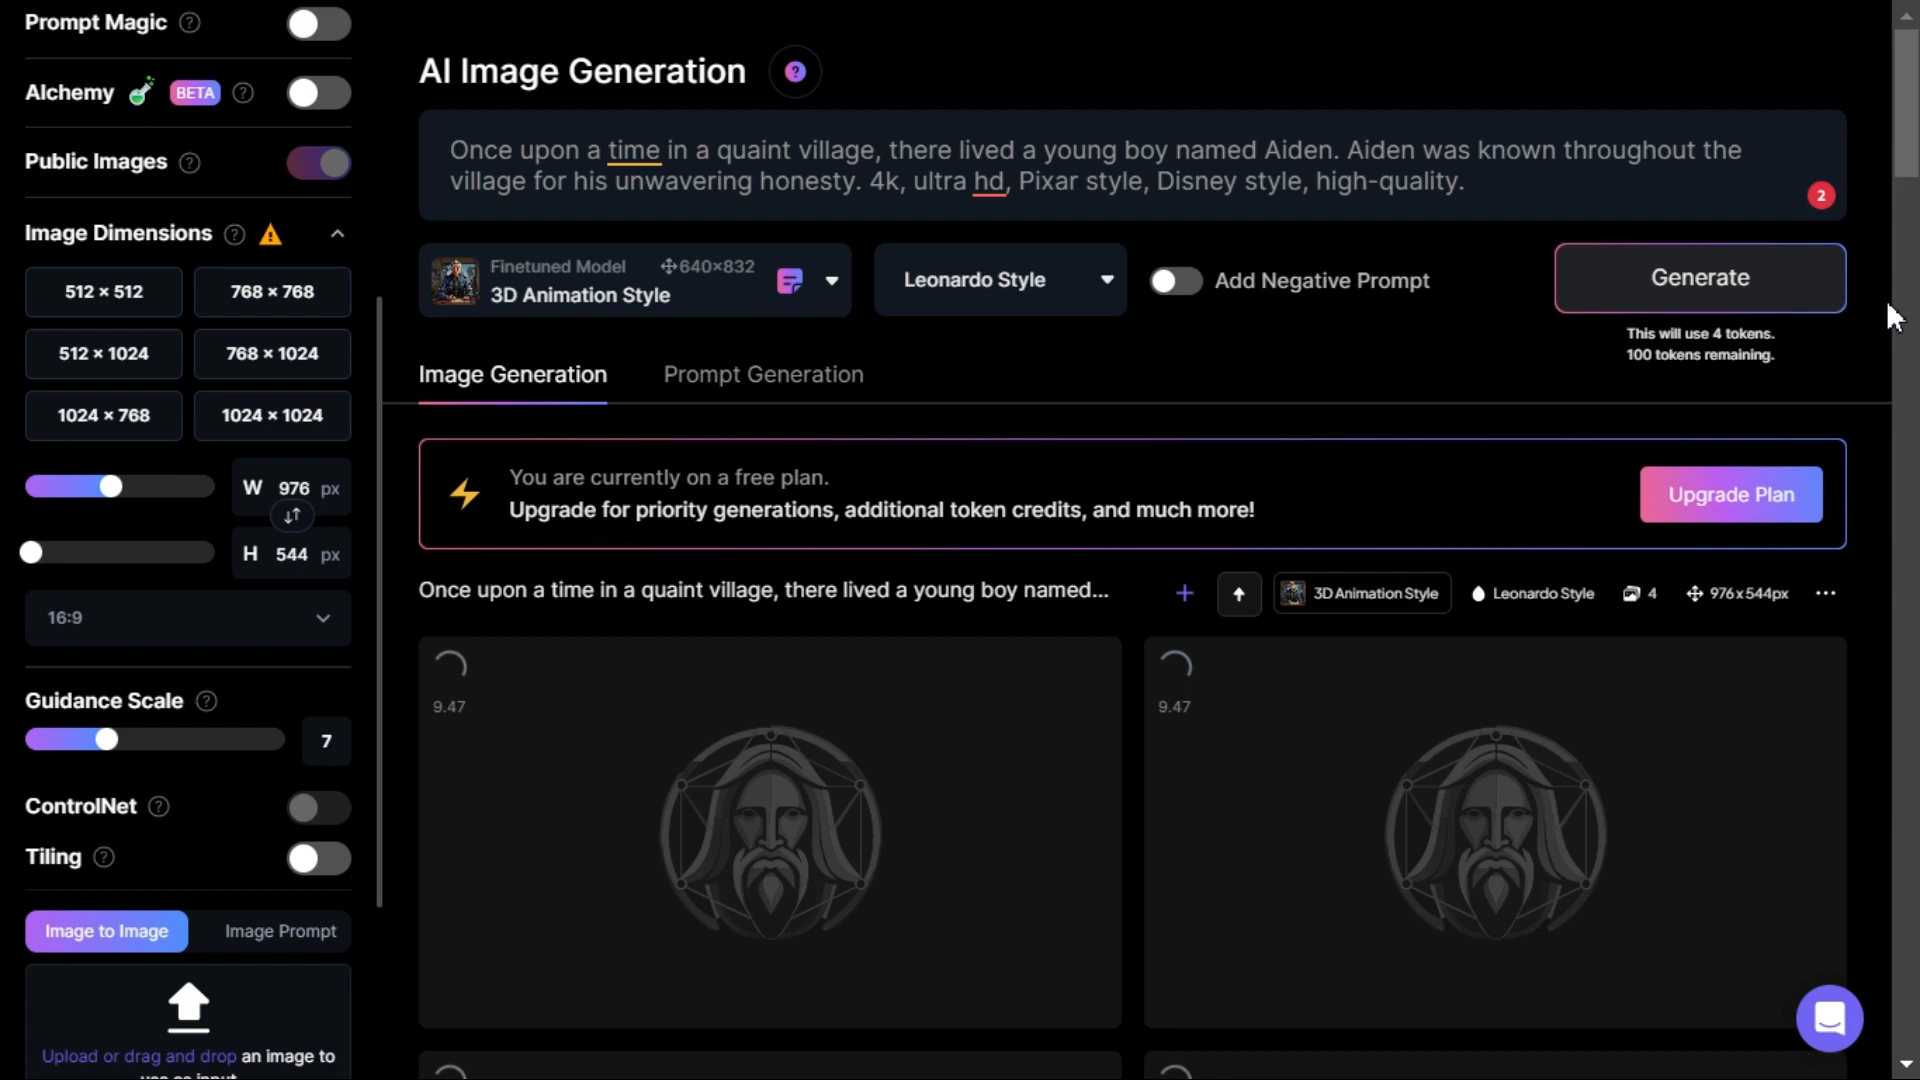 Prompt Magic
Alchemy BETA
Public Images
Image Dimensions
512 × 512
768 × 768
512 × 1024
768 × 1024
1024 × 768
1024 × 1024
W 976 px
H 544 px
16:9
Guidance Scale
7
ControlNet
Tiling
Image to Image
Image Prompt
Upload or drag and drop an image to
use as input
AI Image Generation
Once upon a time in a quaint village, there lived a young boy named Aiden. Aiden was known throughout the
village for his unwavering honesty. 4k, ultra hd, Pixar style, Disney style, high-quality.
2
Finetuned Model 640×832
3D Animation Style
Leonardo Style
Add Negative Prompt
Generate
This will use 4 tokens.
100 tokens remaining.
Image Generation
Prompt Generation
You are currently on a free plan.
Upgrade for priority generations, additional token credits, and much more!
Upgrade Plan
Once upon a time in a quaint village, there lived a young boy named...
3D Animation Style
Leonardo Style
4
976x544px
9.47
9.47